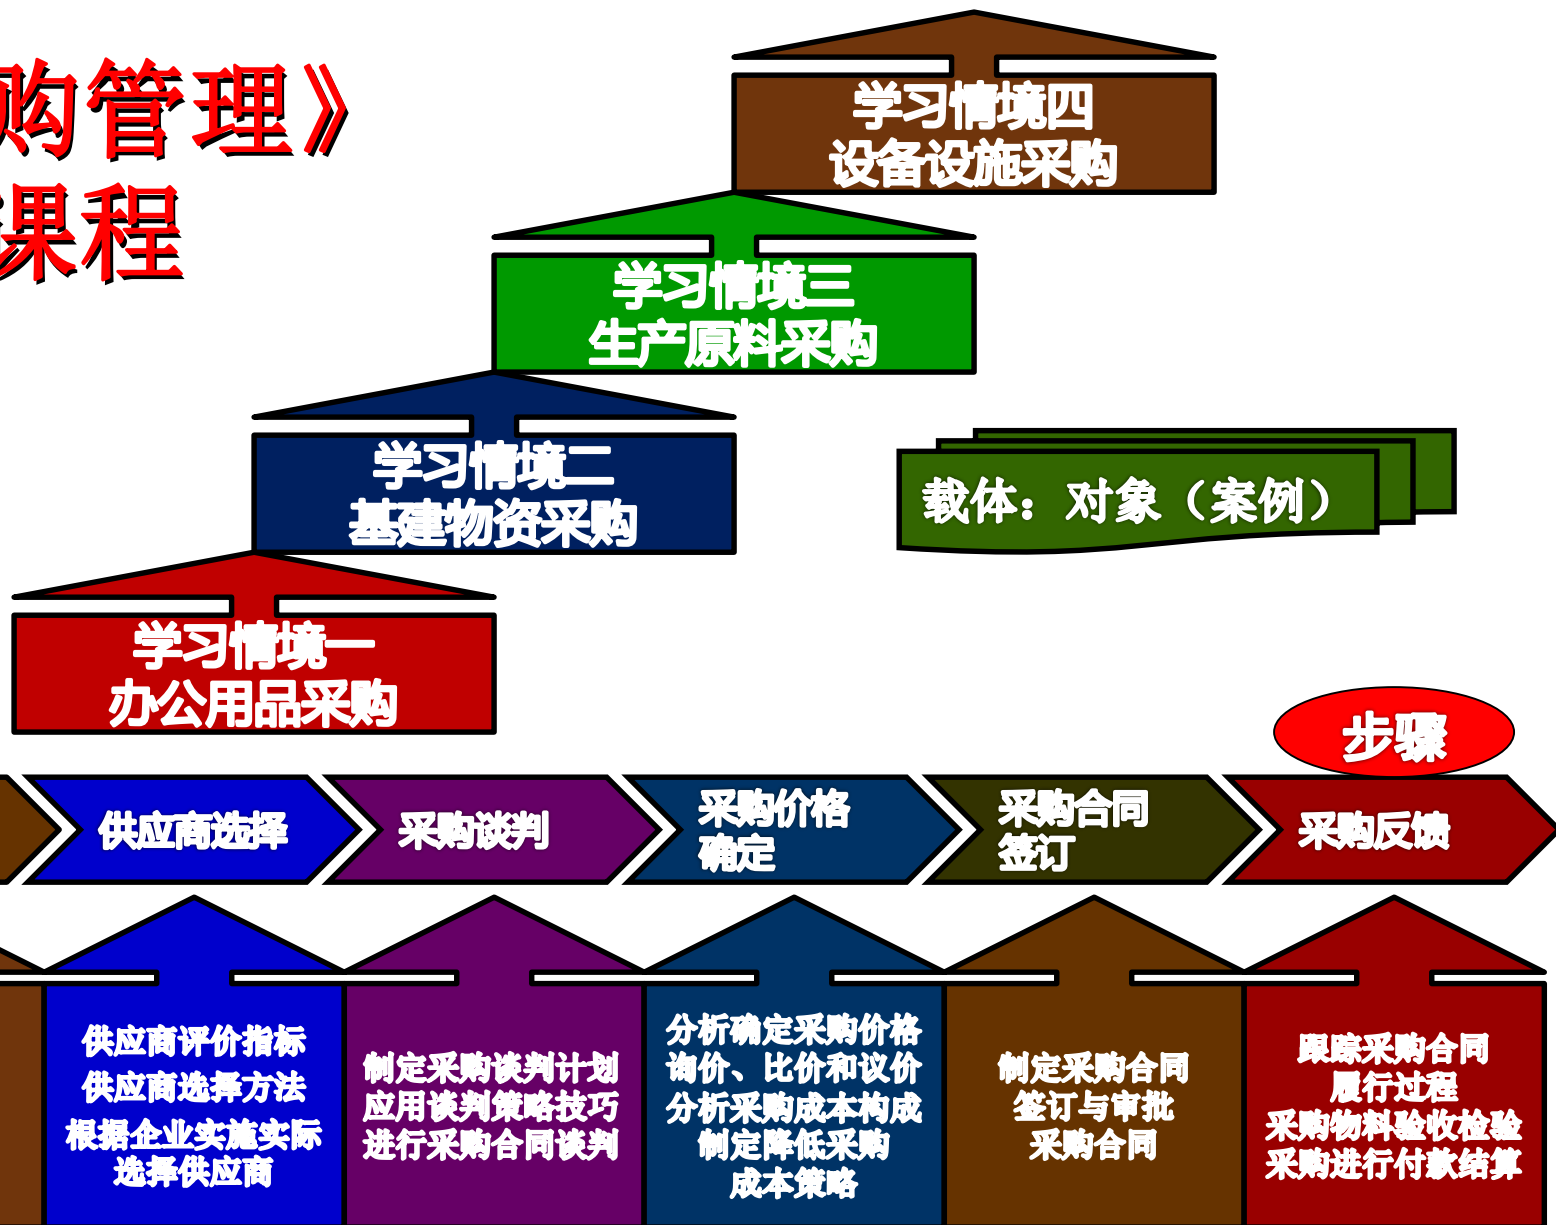 购管理》
课程
学习情境四
设备设施采购
学习情境三
生产原料采购
学习情境二
基建物资采购
载体：对象（案例）
学习情境一
办公用品采购
步骤
供应商选择
采购谈判
采购价格
确定
采购合同
签订
采购反馈
供应商评价指标
供应商选择方法
根据企业实施实际
选择供应商
制定采购谈判计划
应用谈判策略技巧
进行采购合同谈判
分析确定采购价格
询价、比价和议价
分析采购成本构成
制定降低采购
成本策略
制定采购合同
签订与审批
采购合同
跟踪采购合同
履行过程
采购物料验收检验
采购进行付款结算